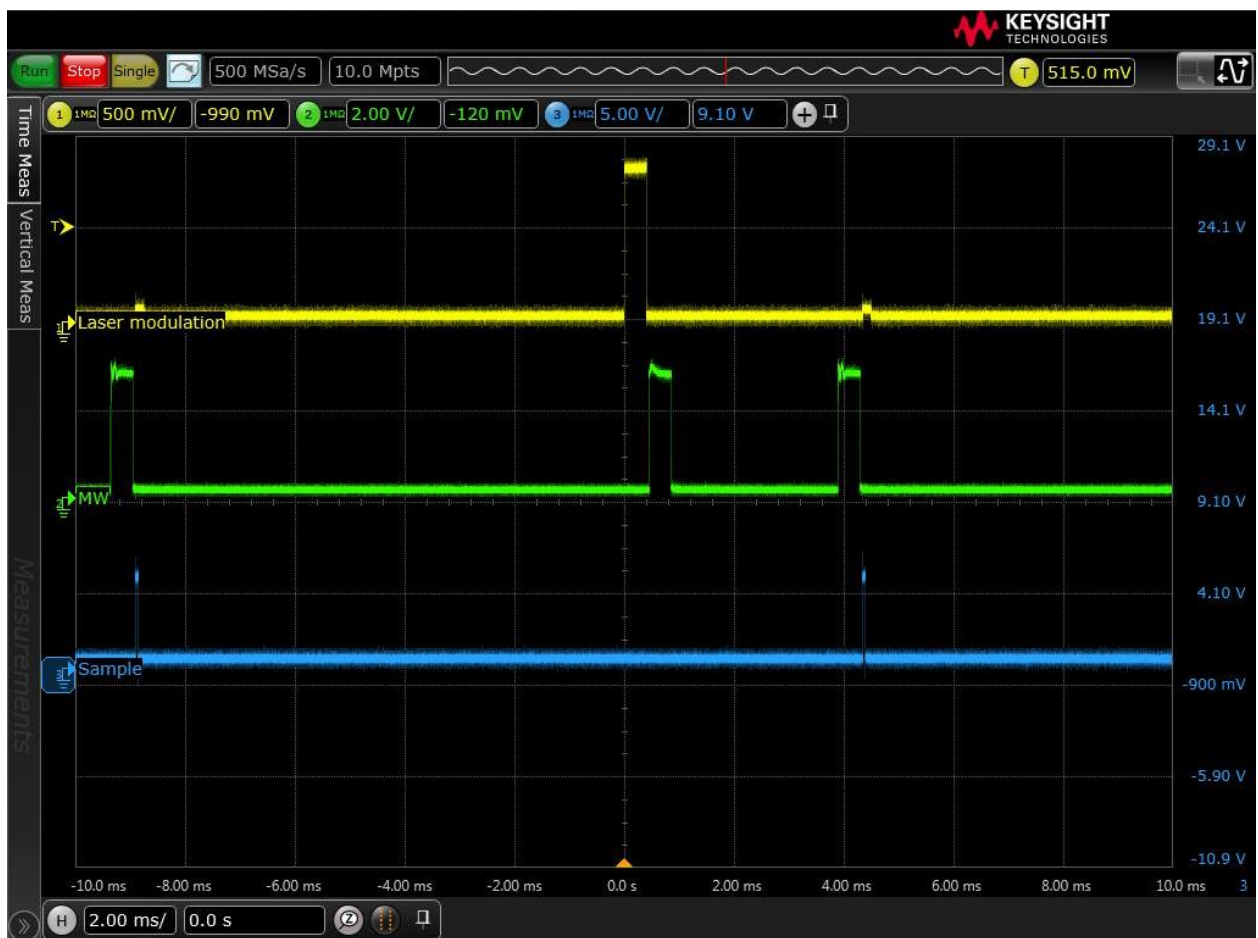 KEYSIGHT
TECHNOLOGIES
Run Stop Single 500 MSa/s 10.0 Mpts T 515.0 mV
1 1MΩ 500 mV/ -990 mV 2 1MΩ 2.00 V/ -120 mV 3 1MΩ 5.00 V/ 9.10 V
Time Meas
Vertical Meas
Measurements
29.1 V
T 24.1 V
19.1 V
1 Laser modulation
14.1 V
2 MW
9.10 V
4.10 V
3 Sample
-900 mV
-5.90 V
-10.9 V
-10.0 ms -8.00 ms -6.00 ms -4.00 ms -2.00 ms 0.0 s 2.00 ms 4.00 ms 6.00 ms 8.00 ms 10.0 ms 3
H 2.00 ms/ 0.0 s Z